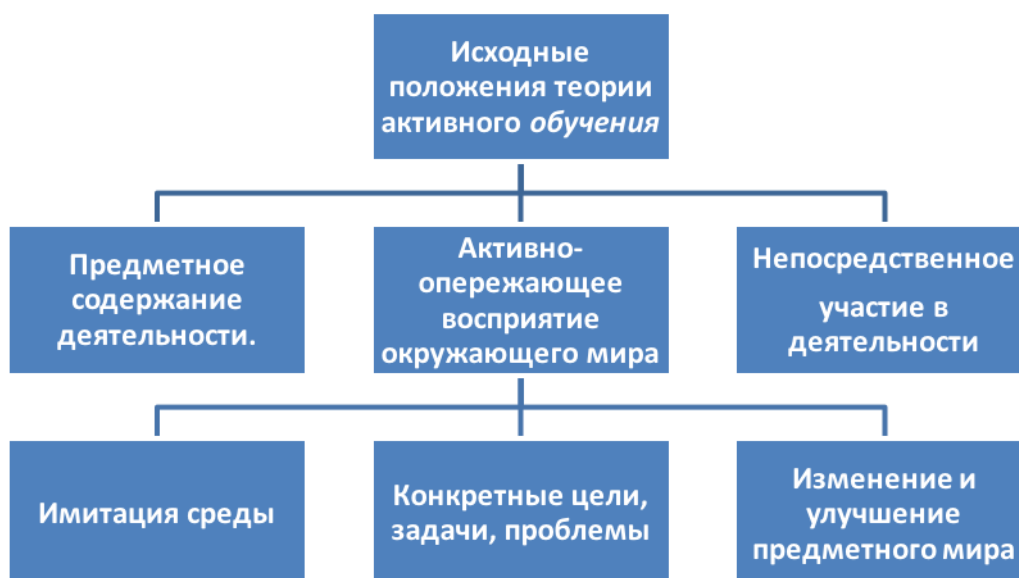 Исходные
положения теории
активного обучения
Предметное
содержание
деятельности.
Активно-
опережающее
восприятие
окружающего мира
Непосредственное
участие в
деятельности
Имитация среды
Конкретные цели,
задачи, проблемы
Изменение и
улучшение
предметного мира